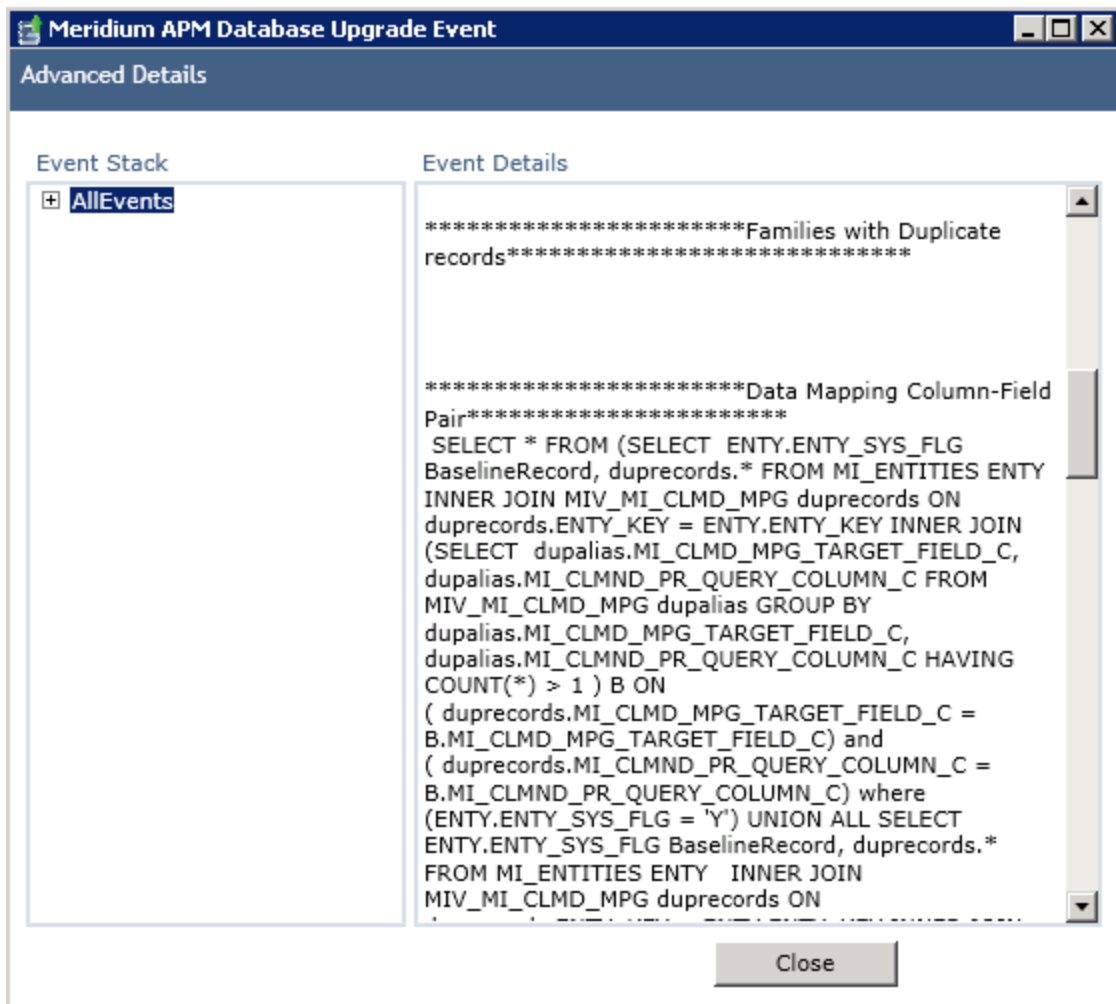 Meridium APM Database Upgrade Event
Advanced Details
Event Stack
AllEvents
Event Details
***********************Families with Duplicate
records*****************************
***********************Data Mapping Column-Field
Pair*************************
SELECT * FROM (SELECT ENTY.ENTY_SYS_FLG
BaselineRecord, duprecords.* FROM MI_ENTITIES ENTY
INNER JOIN MIV_MI_CLMD_MPG duprecords ON
duprecords.ENTY_KEY = ENTY.ENTY_KEY INNER JOIN
(SELECT dupalias.MI_CLMD_MPG_TARGET_FIELD_C,
dupalias.MI_CLMND_PR_QUERY_COLUMN_C FROM
MIV_MI_CLMD_MPG dupalias GROUP BY
dupalias.MI_CLMD_MPG_TARGET_FIELD_C,
dupalias.MI_CLMND_PR_QUERY_COLUMN_C HAVING
COUNT(*) > 1 ) B ON
( duprecords.MI_CLMD_MPG_TARGET_FIELD_C =
B.MI_CLMD_MPG_TARGET_FIELD_C) and
( duprecords.MI_CLMND_PR_QUERY_COLUMN_C =
B.MI_CLMND_PR_QUERY_COLUMN_C) where
(ENTY.ENTY_SYS_FLG = 'Y') UNION ALL SELECT
ENTY.ENTY_SYS_FLG BaselineRecord, duprecords.*
FROM MI_ENTITIES ENTY INNER JOIN
MIV_MI_CLMD_MPG duprecords ON
Close